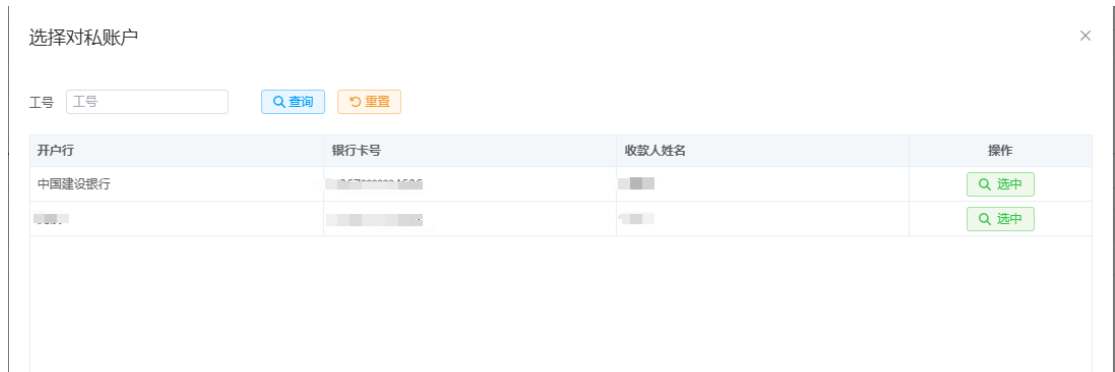 选择对私账户
工号 工号 查询 重置
开户行 银行卡号 收款人姓名 操作
中国建设银行 选中
选中